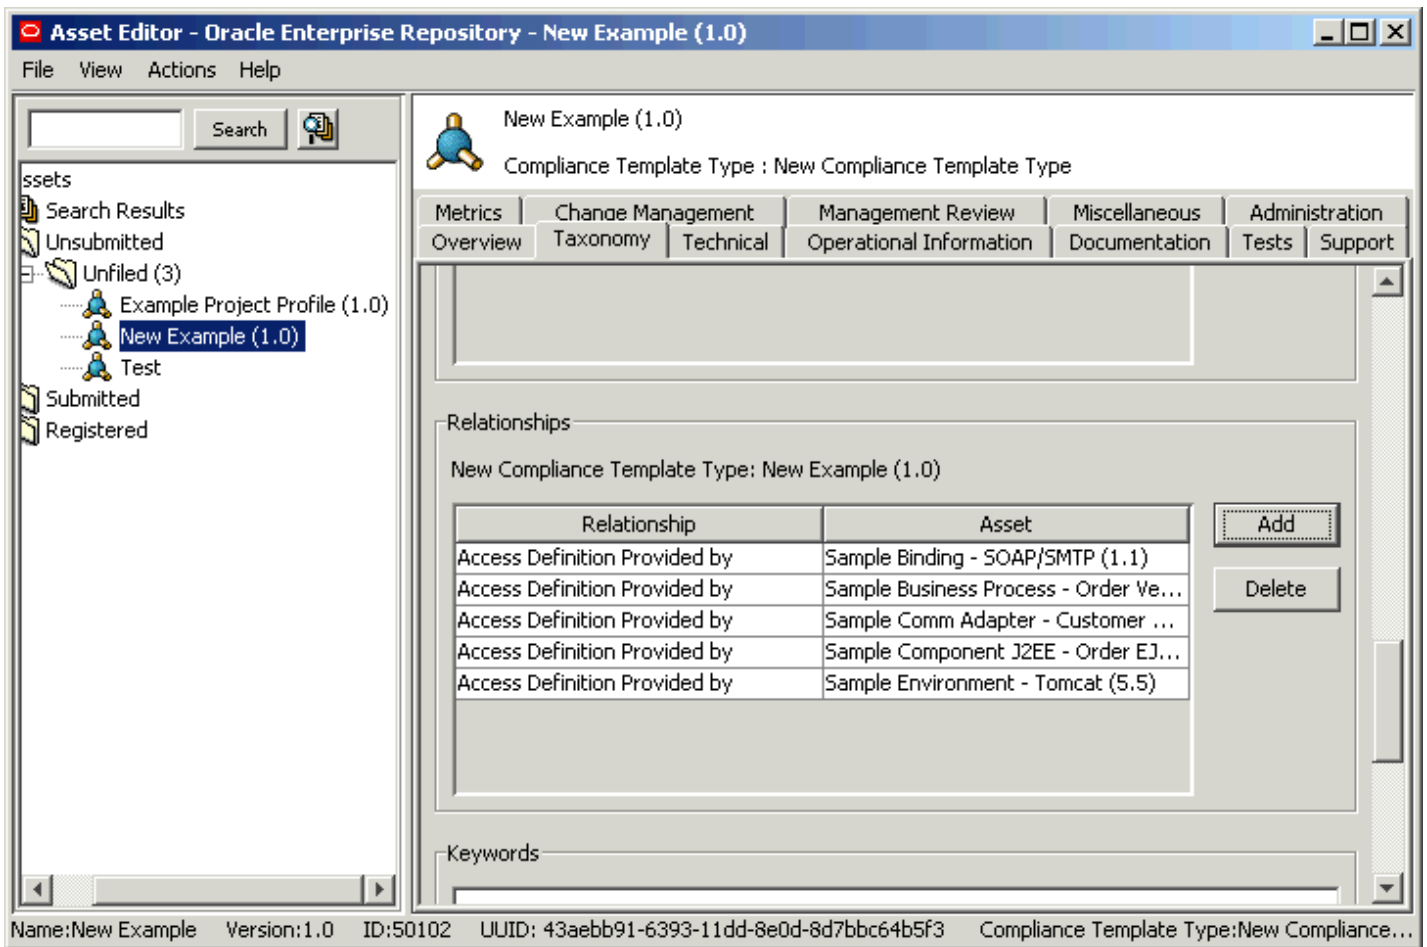 Asset Editor - Oracle Enterprise Repository - New Example (1.0)
File View Actions Help
Search
ssets
Search Results
Unsubmitted
Unfiled (3)
Example Project Profile (1.0)
New Example (1.0)
Test
Submitted
Registered
New Example (1.0)
Compliance Template Type : New Compliance Template Type
Metrics Change Management Management Review Miscellaneous Administration
Overview Taxonomy Technical Operational Information Documentation Tests Support
Relationships
New Compliance Template Type: New Example (1.0)
Relationship Asset
Access Definition Provided by Sample Binding - SOAP/SMTP (1.1)
Access Definition Provided by Sample Business Process - Order Ve...
Access Definition Provided by Sample Comm Adapter - Customer ...
Access Definition Provided by Sample Component J2EE - Order EJ...
Access Definition Provided by Sample Environment - Tomcat (5.5)
Add
Delete
Keywords
Name:New Example Version:1.0 ID:50102 UUID: 43aebb91-6393-11dd-8e0d-8d7bbc64b5f3 Compliance Template Type:New Compliance...